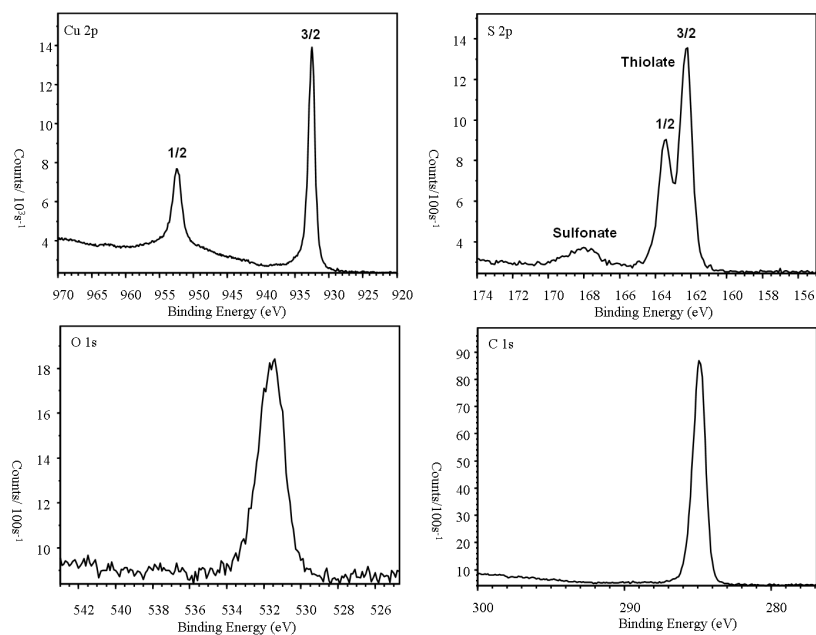 Cu 2p
3/2
1/2
14
12
10
8
6
4
Counts/ 10³s⁻¹
970 965 960 955 950 945 940 935 930 925 920
Binding Energy (eV)
S 2p
3/2
Thiolate
1/2
Sulfonate
14
12
10
8
6
4
Counts/100s⁻¹
174 172 170 168 166 164 162 160 158 156
Binding Energy (eV)
O 1s
18
16
14
12
10
Counts/ 100s⁻¹
542 540 538 536 534 532 530 528 526
Binding Energy (eV)
C 1s
90
80
70
60
50
40
30
20
10
Counts/100s⁻¹
300 290 280
Binding Energy (eV)